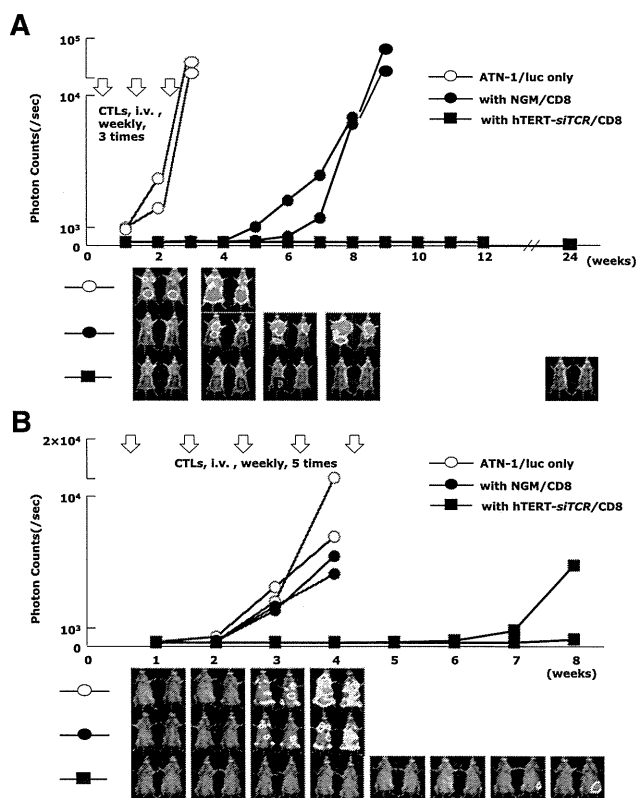 A
10⁵
10⁴
10³
0
Photon Counts(/sec)
CTLs, i.v. ,
weekly,
3 times
ATN-1/luc only
with NGM/CD8
with hTERT-siTCR/CD8
0 2 4 6 8 10 12 24
(weeks)
B
2×10⁴
10⁴
10³
0
Photon Counts(/sec)
CTLs, i.v. , weekly, 5 times
ATN-1/luc only
with NGM/CD8
with hTERT-siTCR/CD8
0 1 2 3 4 5 6 7 8
(weeks)